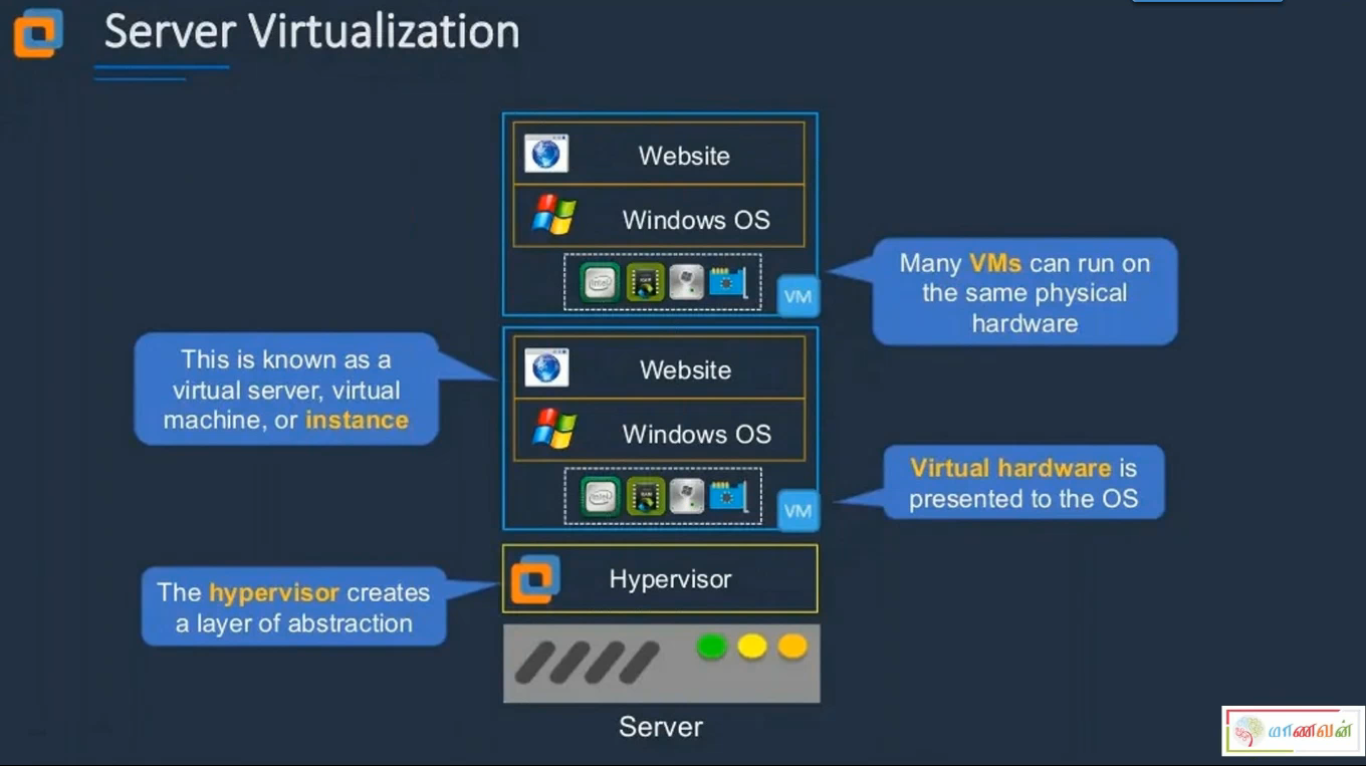 Server Virtualization
Website
Windows OS
VM
Many VMs can run on
the same physical
hardware
This is known as a
virtual server, virtual
machine, or instance
Website
Windows OS
VM
Virtual hardware is
presented to the OS
The hypervisor creates
a layer of abstraction
Hypervisor
Server
மாணவன்